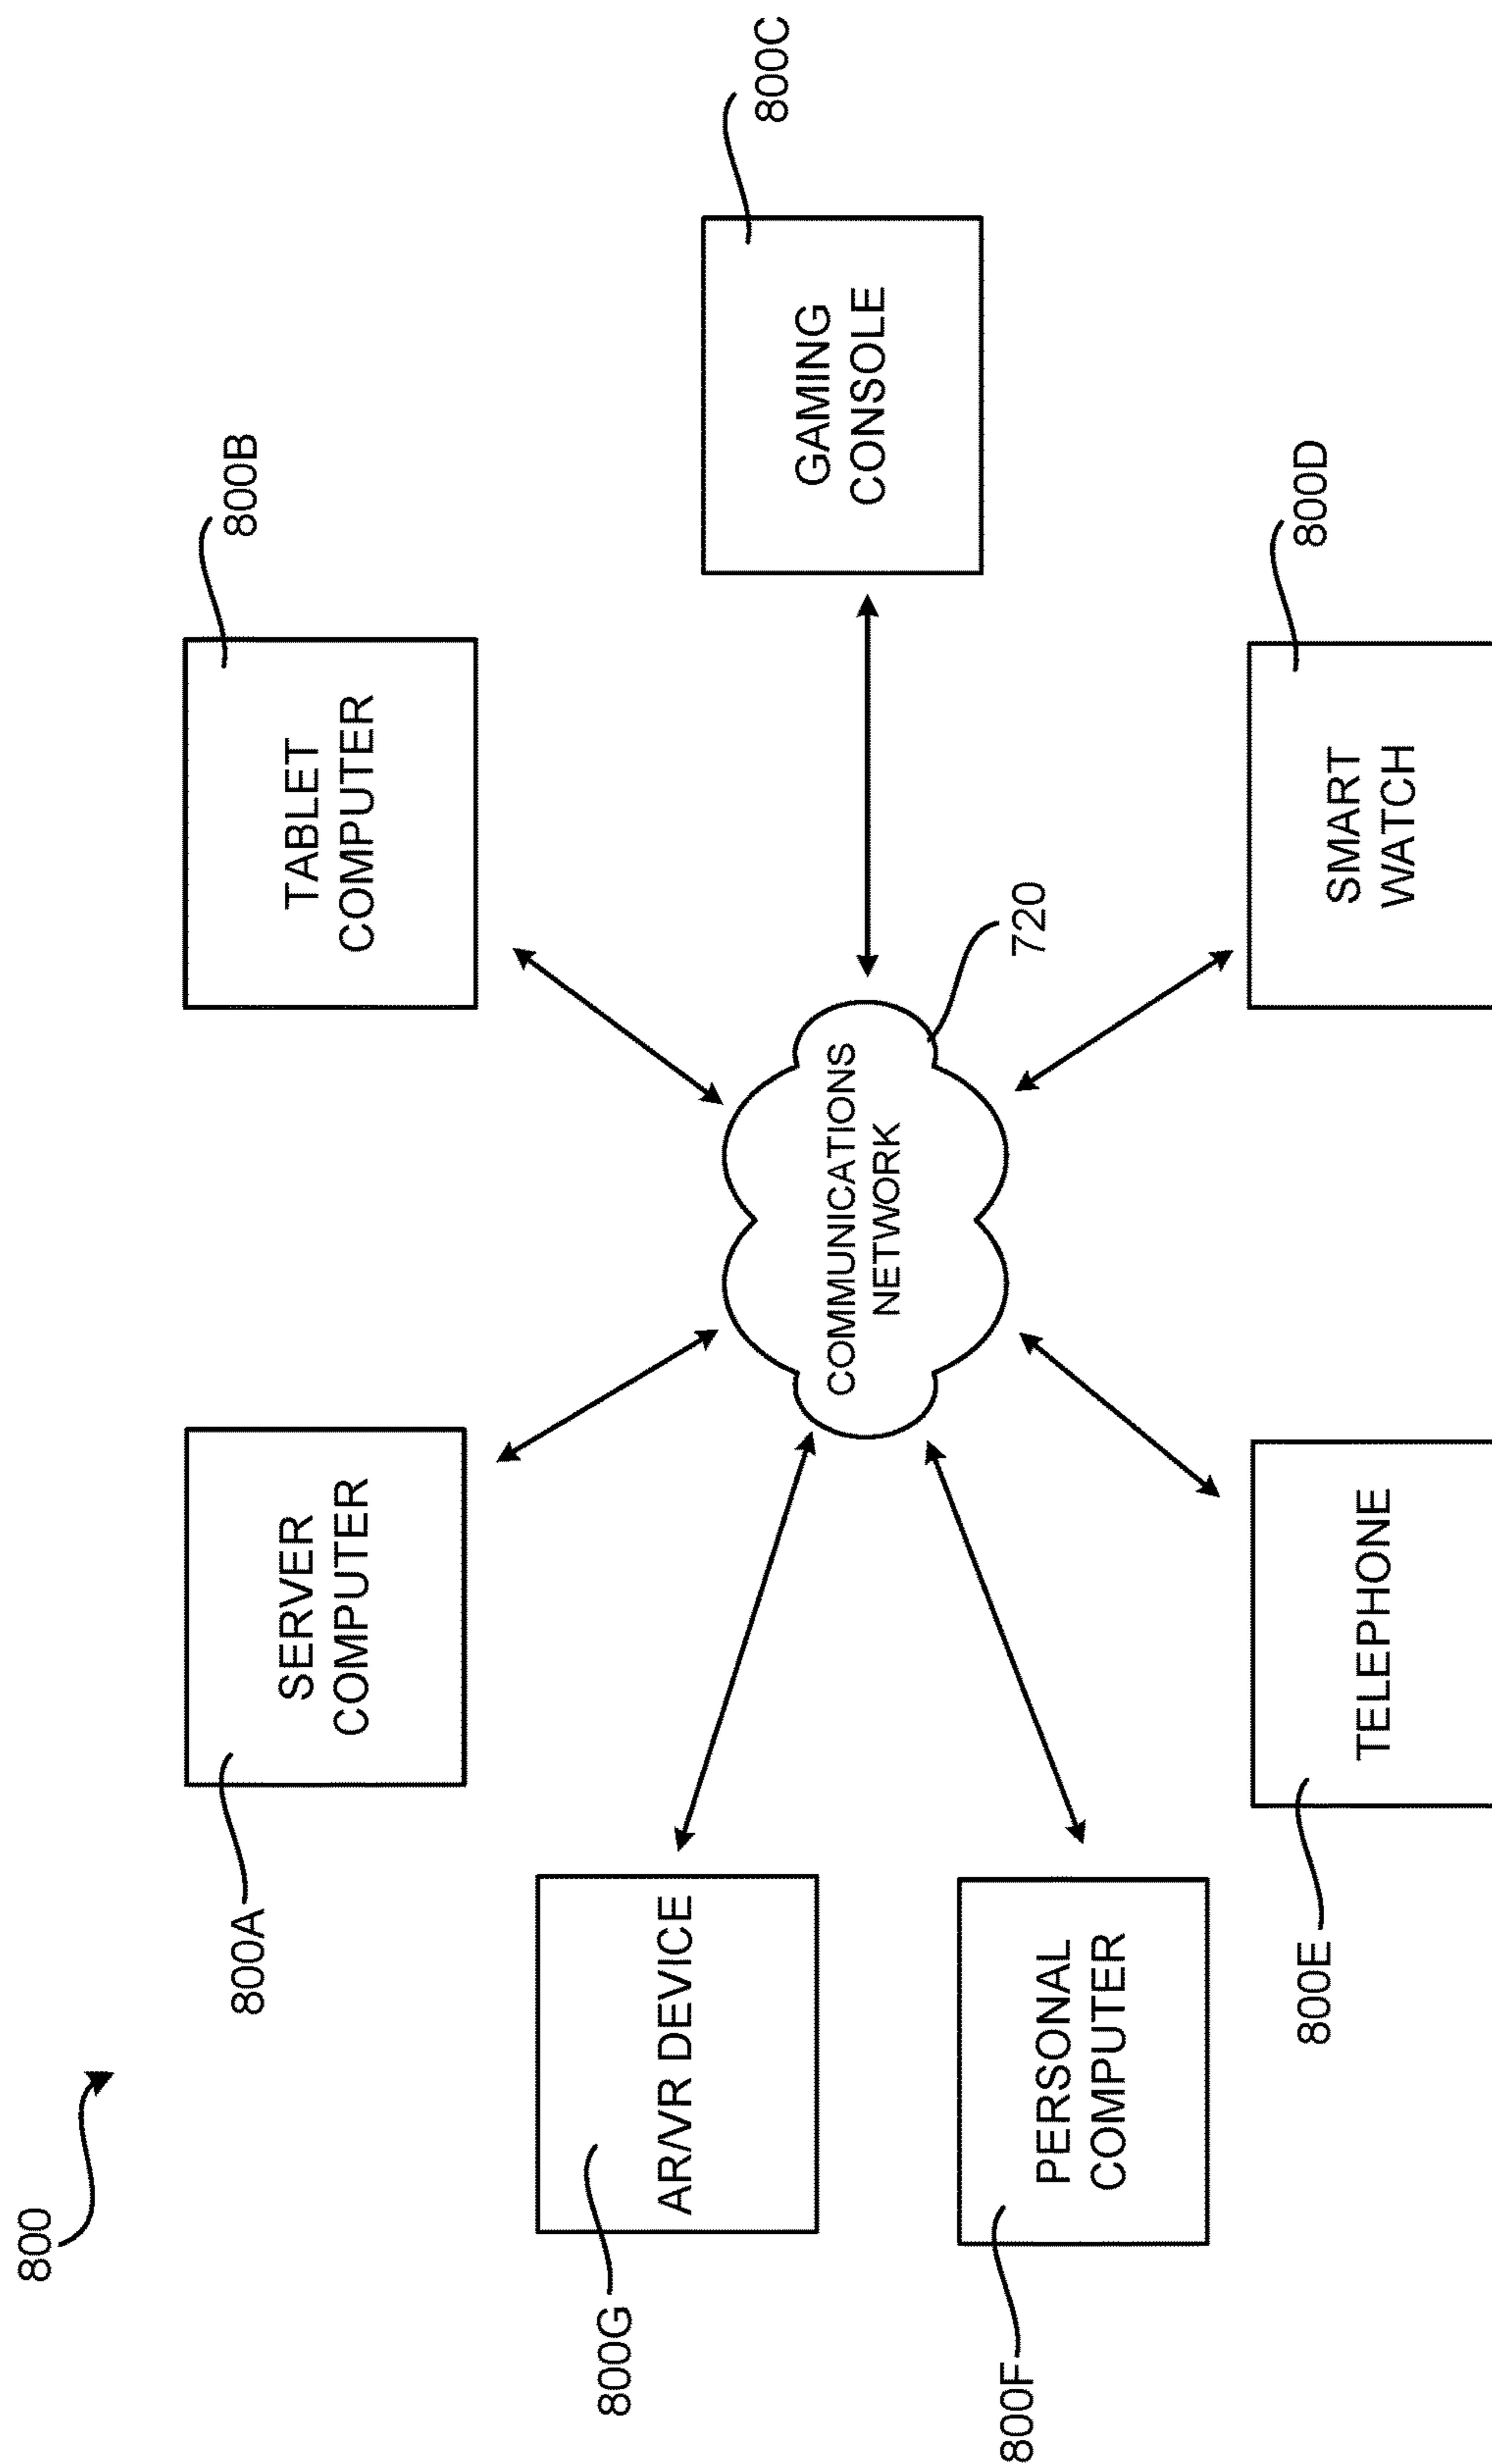 800
800A
SERVER
COMPUTER
800B
TABLET
COMPUTER
800G
AR/VR DEVICE
COMMUNICATIONS
NETWORK
720
GAMING
CONSOLE
800C
800F
PERSONAL
COMPUTER
800E
TELEPHONE
800D
SMART
WATCH